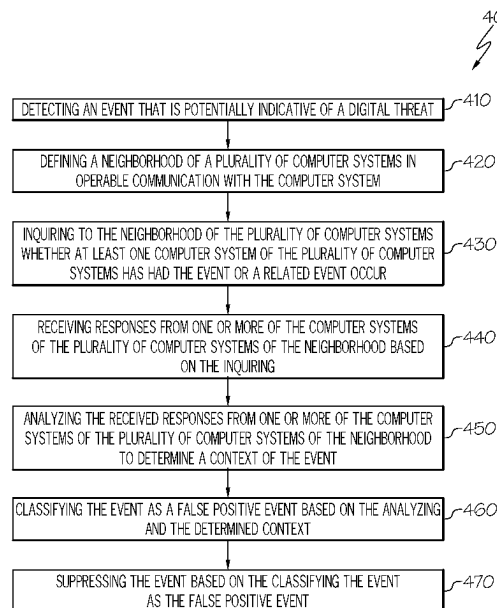 DETECTING AN EVENT THAT IS POTENTIALLY INDICATIVE OF A DIGITAL THREAT
410
DEFINING A NEIGHBORHOOD OF A PLURALITY OF COMPUTER SYSTEMS IN
OPERABLE COMMUNICATION WITH THE COMPUTER SYSTEM
420
INQUIRING TO THE NEIGHBORHOOD OF THE PLURALITY OF COMPUTER SYSTEMS
WHETHER AT LEAST ONE COMPUTER SYSTEM OF THE PLURALITY OF COMPUTER
SYSTEMS HAS HAD THE EVENT OR A RELATED EVENT OCCUR
430
RECEIVING RESPONSES FROM ONE OR MORE OF THE COMPUTER SYSTEMS
OF THE PLURALITY OF COMPUTER SYSTEMS OF THE NEIGHBORHOOD BASED
ON THE INQUIRING
440
ANALYZING THE RECEIVED RESPONSES FROM ONE OR MORE OF THE COMPUTER
SYSTEMS OF THE PLURALITY OF COMPUTER SYSTEMS OF THE NEIGHBORHOOD
TO DETERMINE A CONTEXT OF THE EVENT
450
CLASSIFYING THE EVENT AS A FALSE POSITIVE EVENT BASED ON THE ANALYZING
AND THE DETERMINED CONTEXT
460
SUPPRESSING THE EVENT BASED ON THE CLASSIFYING THE EVENT
AS THE FALSE POSITIVE EVENT
470